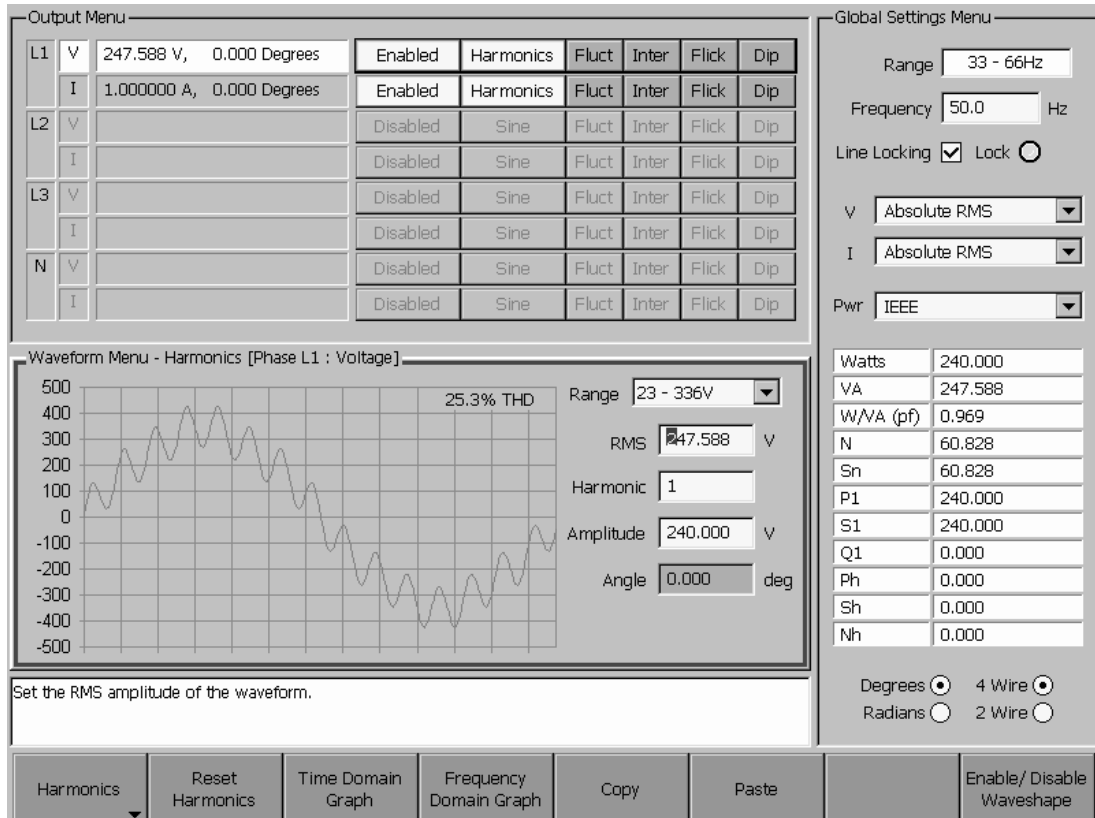 Output Menu
L1 V 247.588 V, 0.000 Degrees Enabled Harmonics Fluct Inter Flick Dip
I 1.000000 A, 0.000 Degrees Enabled Harmonics Fluct Inter Flick Dip
L2 V Disabled Sine Fluct Inter Flick Dip
I Disabled Sine Fluct Inter Flick Dip
L3 V Disabled Sine Fluct Inter Flick Dip
I Disabled Sine Fluct Inter Flick Dip
N V Disabled Sine Fluct Inter Flick Dip
I Disabled Sine Fluct Inter Flick Dip
Waveform Menu - Harmonics [Phase L1 : Voltage]
500
400
300
200
100
0
-100
-200
-300
-400
-500
25.3% THD
Range 23 - 336V
RMS 247.588 V
Harmonic 1
Amplitude 240.000 V
Angle 0.000 deg
Set the RMS amplitude of the waveform.
Global Settings Menu
Range 33 - 66Hz
Frequency 50.0 Hz
Line Locking Lock
V Absolute RMS
I Absolute RMS
Pwr IEEE
Watts 240.000
VA 247.588
W/VA (pf) 0.969
N 60.828
Sn 60.828
P1 240.000
S1 240.000
Q1 0.000
Ph 0.000
Sh 0.000
Nh 0.000
Degrees 4 Wire
Radians 2 Wire
Harmonics
Reset
Harmonics
Time Domain
Graph
Frequency
Domain Graph
Copy
Paste
Enable/Disable
Waveshape